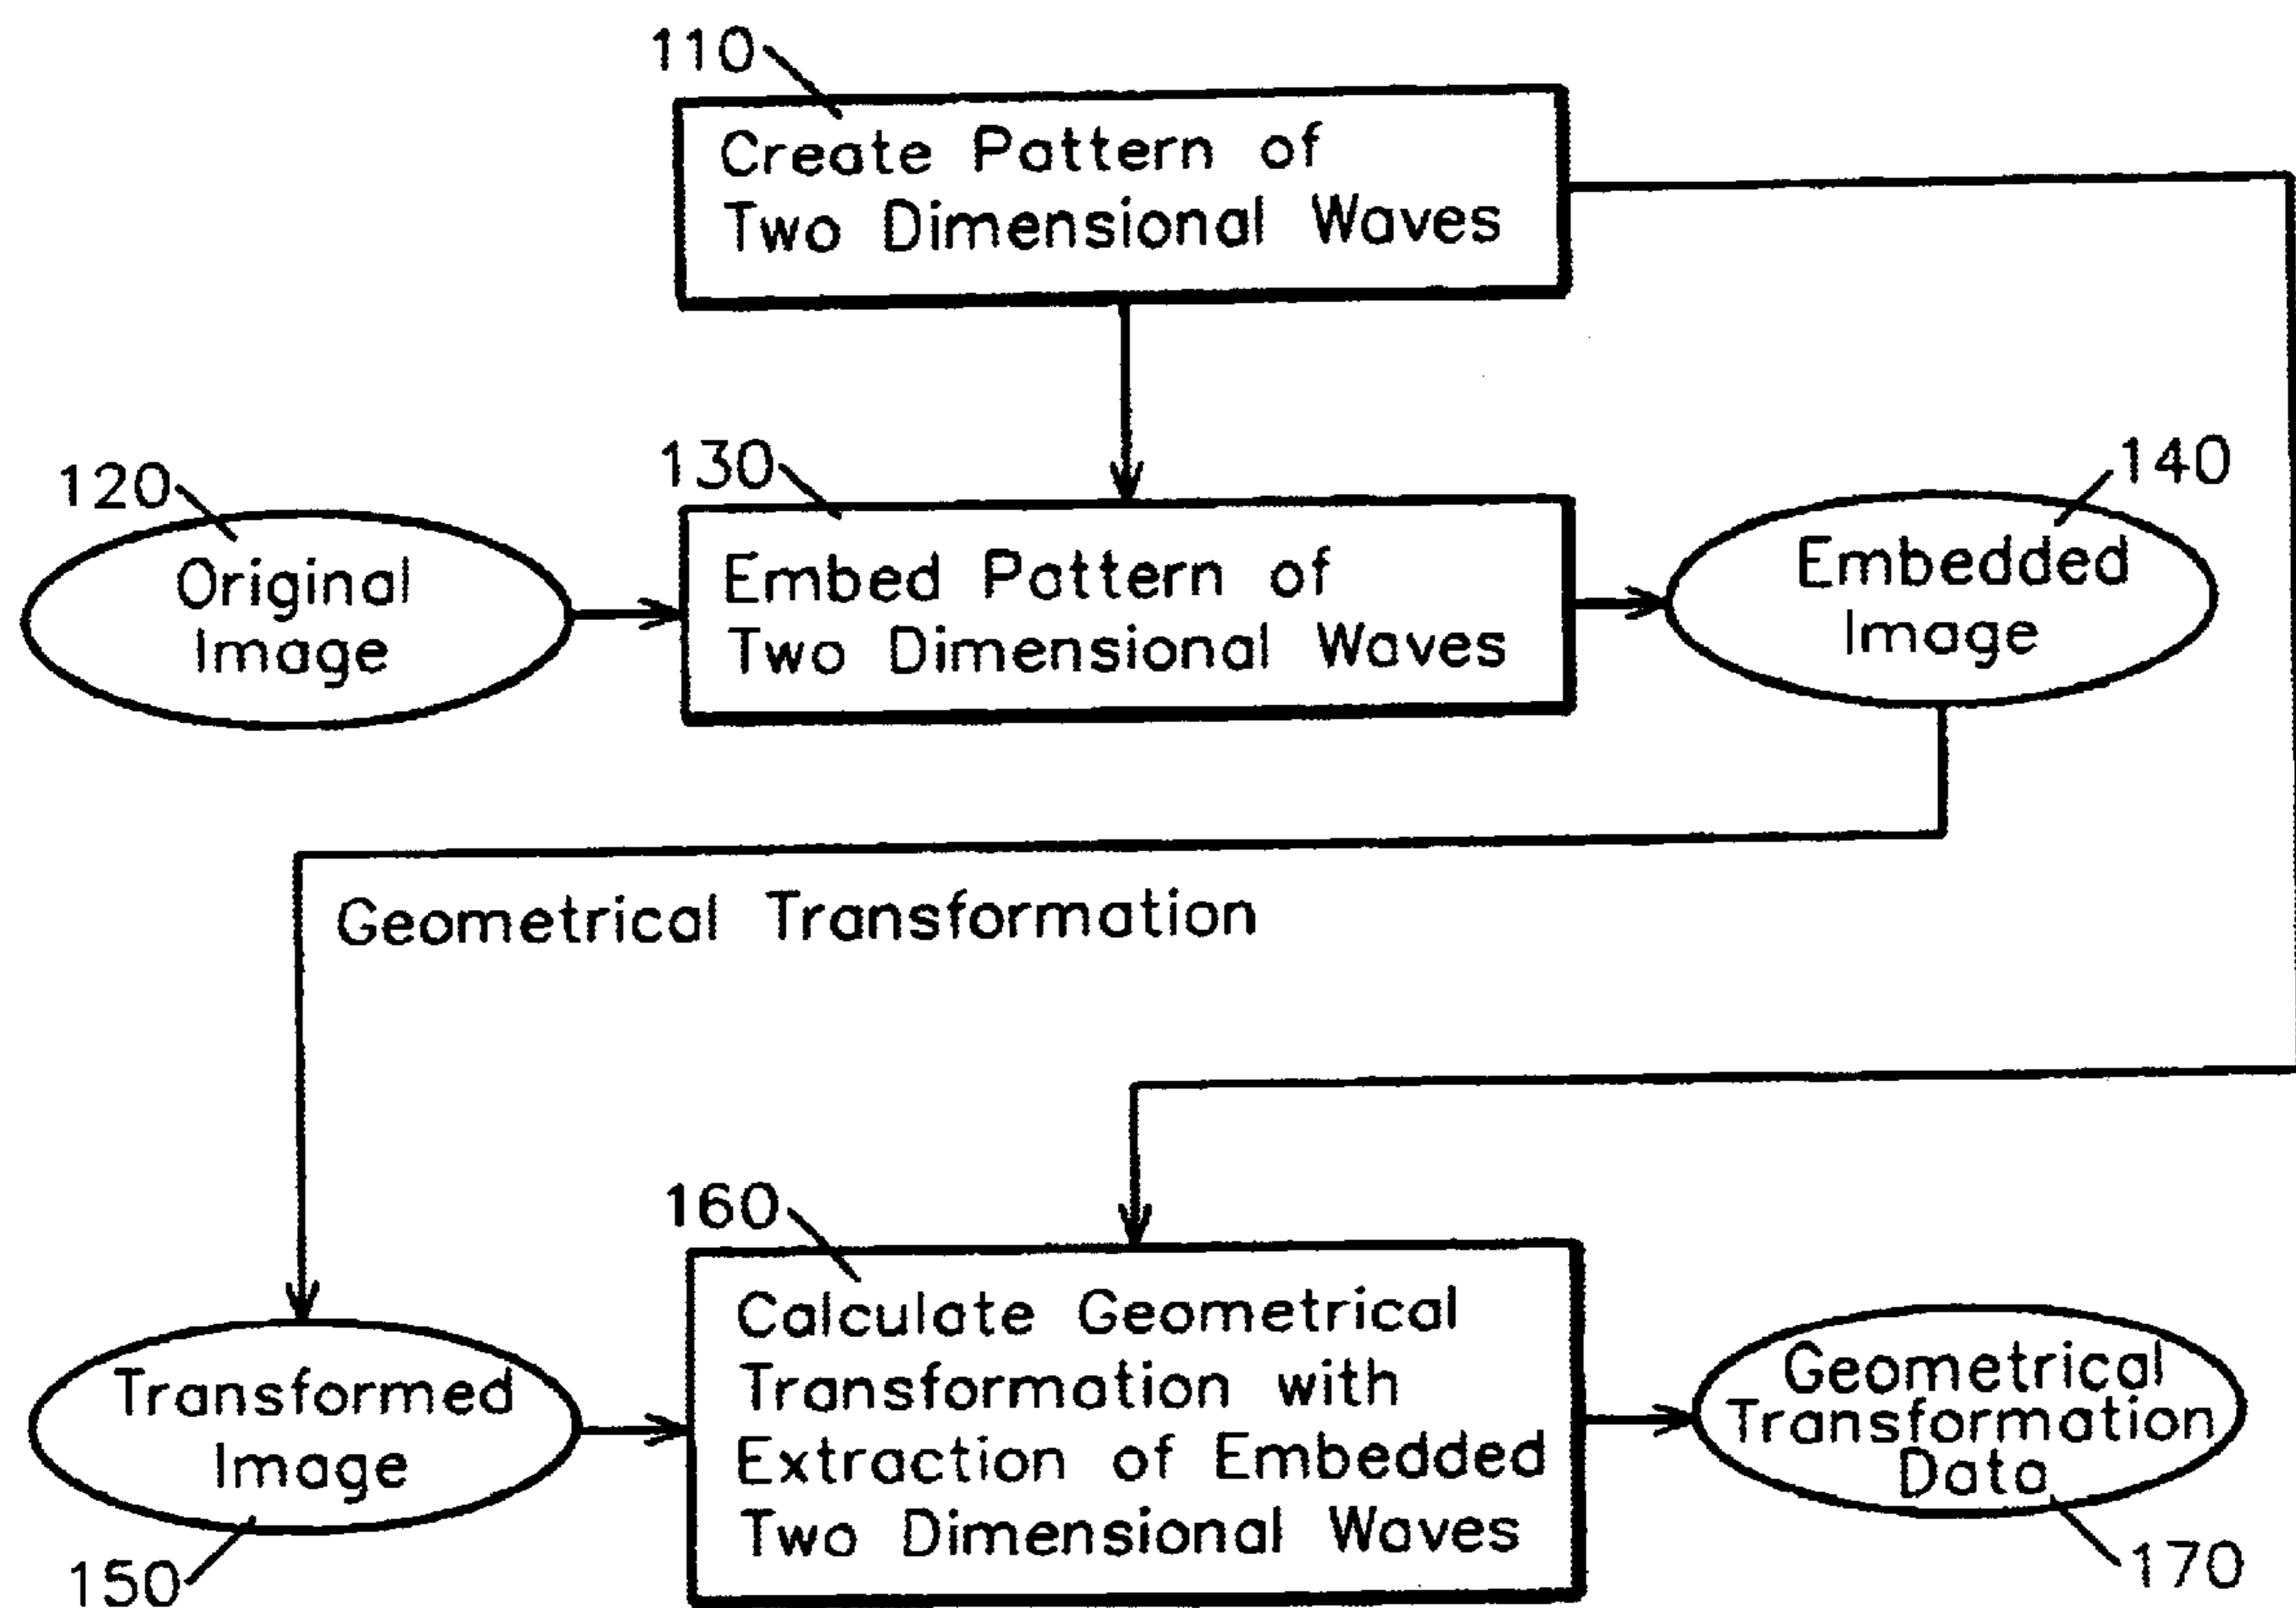 110
Create Pattern of
Two Dimensional Waves
120
Original
Image
130
Embed Pattern of
Two Dimensional Waves
140
Embedded
Image
Geometrical Transformation
150
Transformed
Image
160
Calculate Geometrical
Transformation with
Extraction of Embedded
Two Dimensional Waves
Geometrical
Transformation
Data
170